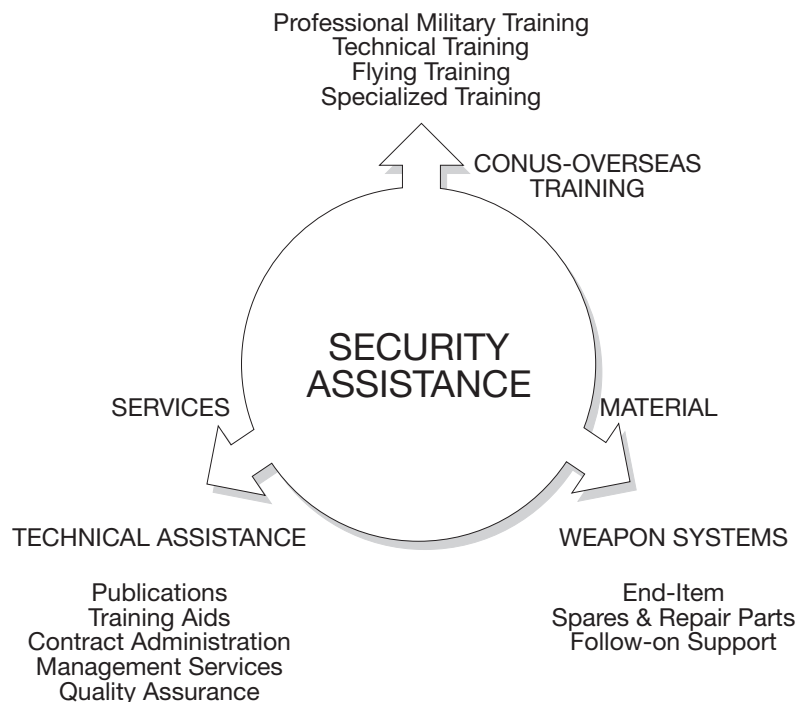 Professional Military Training
Technical Training
Flying Training
Specialized Training
CONUS-OVERSEAS
TRAINING
SECURITY
ASSISTANCE
SERVICES
MATERIAL
TECHNICAL ASSISTANCE
Publications
Training Aids
Contract Administration
Management Services
Quality Assurance
WEAPON SYSTEMS
End-Item
Spares & Repair Parts
Follow-on Support